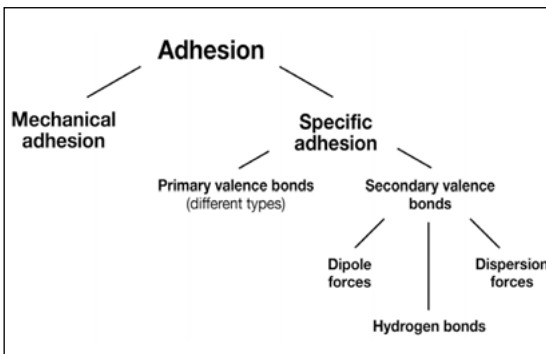 Adhesion
Mechanical
adhesion
Specific
adhesion
Primary valence bonds
(different types)
Secondary valence
bonds
Dipole
forces
Dispersion
forces
Hydrogen bonds